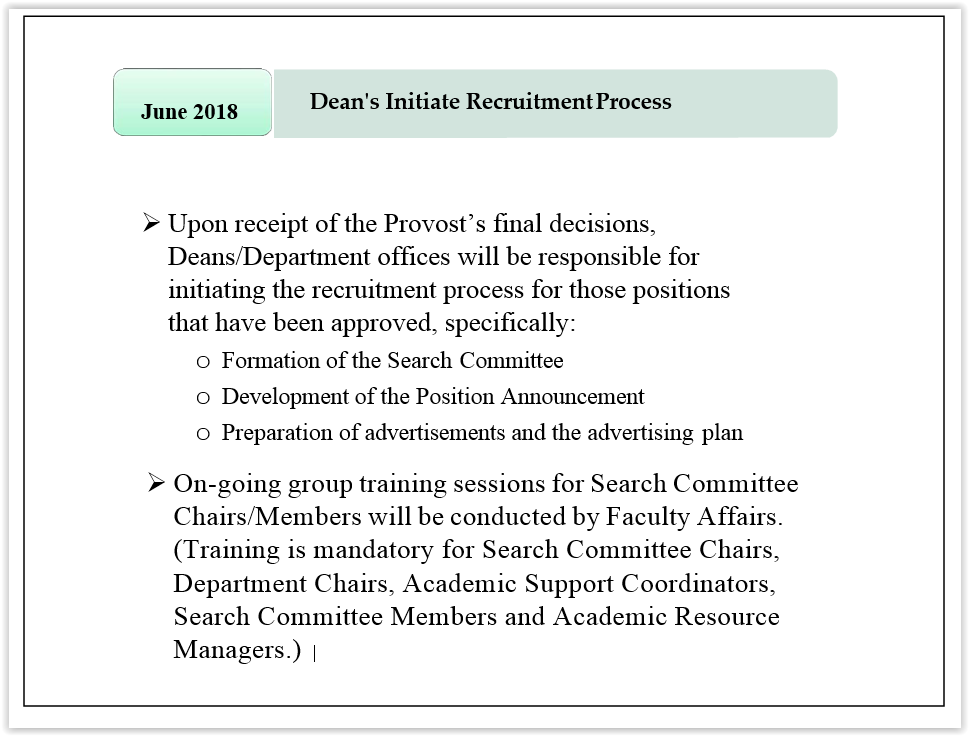 June 2018
Dean's Initiate Recruitment Process
➢ Upon receipt of the Provost’s final decisions,
Deans/Department offices will be responsible for
initiating the recruitment process for those positions
that have been approved, specifically:
o Formation of the Search Committee
o Development of the Position Announcement
o Preparation of advertisements and the advertising plan
➢ On-going group training sessions for Search Committee
Chairs/Members will be conducted by Faculty Affairs.
(Training is mandatory for Search Committee Chairs,
Department Chairs, Academic Support Coordinators,
Search Committee Members and Academic Resource
Managers.) |